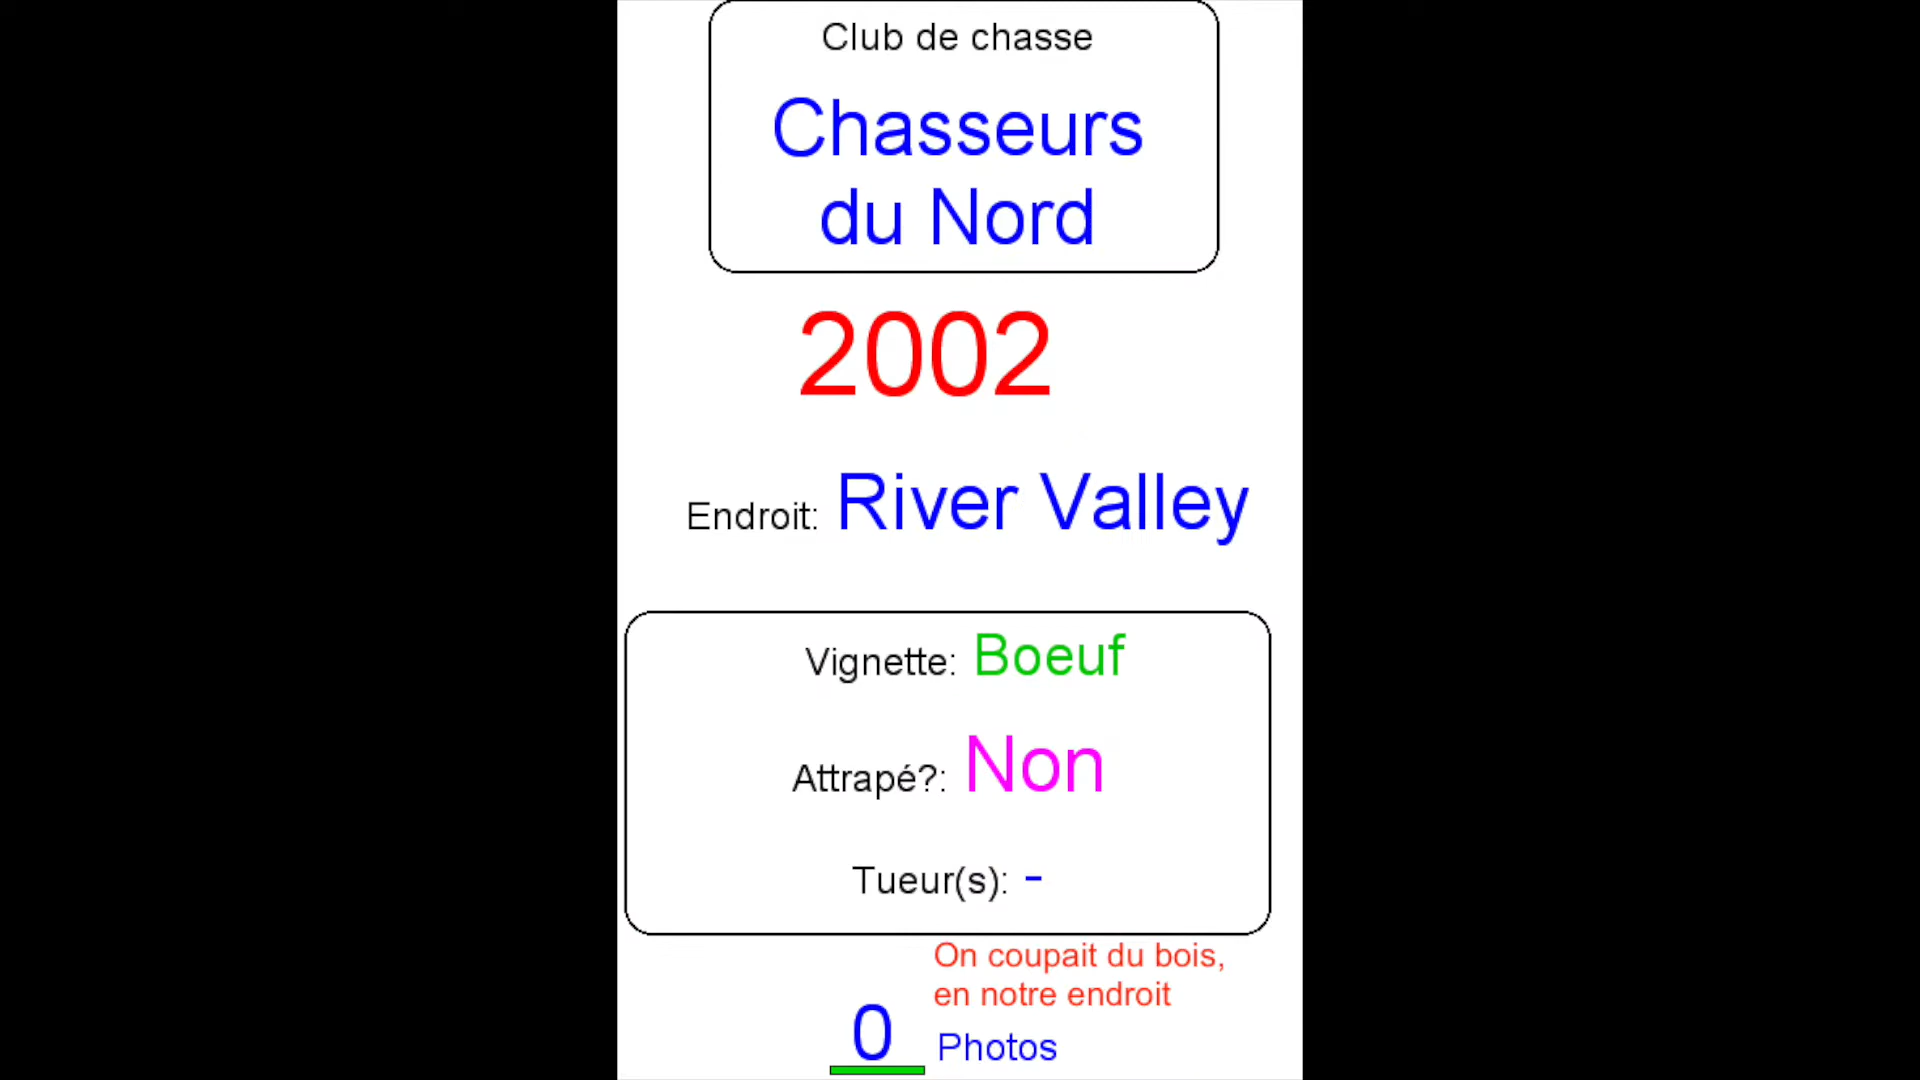 Club de chasse
Chasseurs
du Nord
2002
Endroit: River Valley
Vignette: Boeuf
Attrapé?: Non
Tueur(s): -
On coupait du bois,
en notre endroit
0 Photos